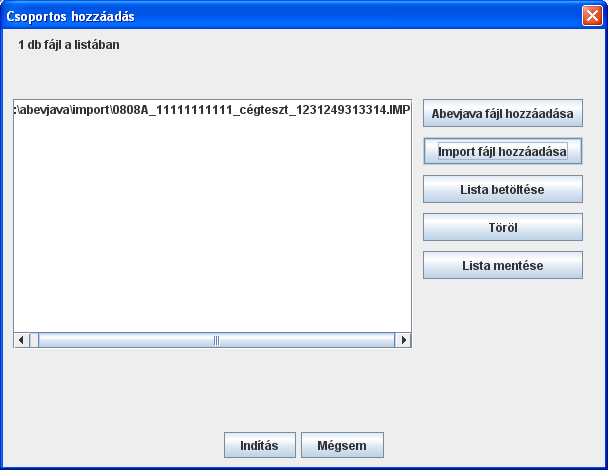 Csoportos hozzáadás
1 db fájl a listában
:\abevjava\import\0808A_11111111111_cégteszt_1231249313314.IMP
Abevjava fájl hozzáadása
Import fájl hozzáadása
Lista betöltése
Töröl
Lista mentése
Indítás
Mégsem